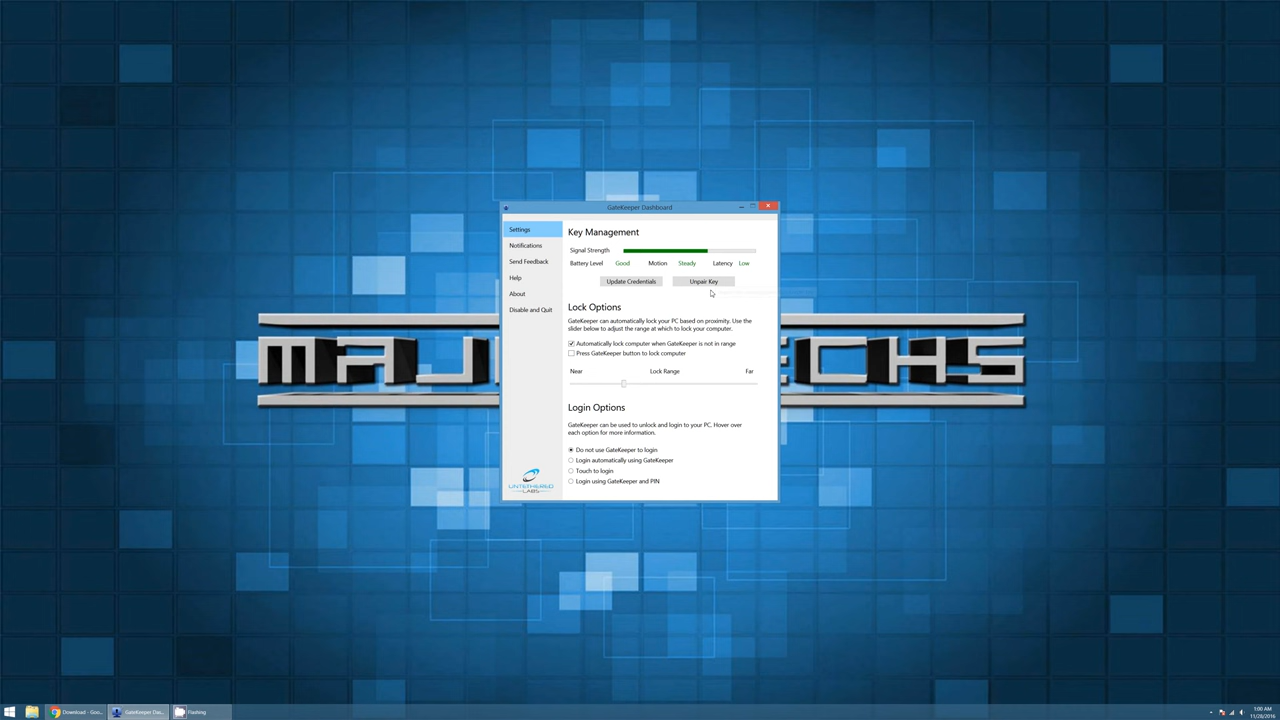 GateKeeper Dashboard
Settings
Notifications
Send Feedback
Help
About
Disable and Quit
UNTETHERED
LABS
Key Management
Signal Strength
Battery Level Good Motion Steady Latency Low
Update Credentials Unpair Key
Lock Options
GateKeeper can automatically lock your PC based on proximity. Use the
slider below to adjust the range at which to lock your computer.
Automatically lock computer when GateKeeper is not in range
Press GateKeeper button to lock computer
Near Lock Range Far
Login Options
GateKeeper can be used to unlock and login to your PC. Hover over
each option for more information.
Do not use GateKeeper to login
Login automatically using GateKeeper
Touch to login
Login using GateKeeper and PIN
Download - Goo... GateKeeper Das... Flashing
1:00 AM
11/28/2016